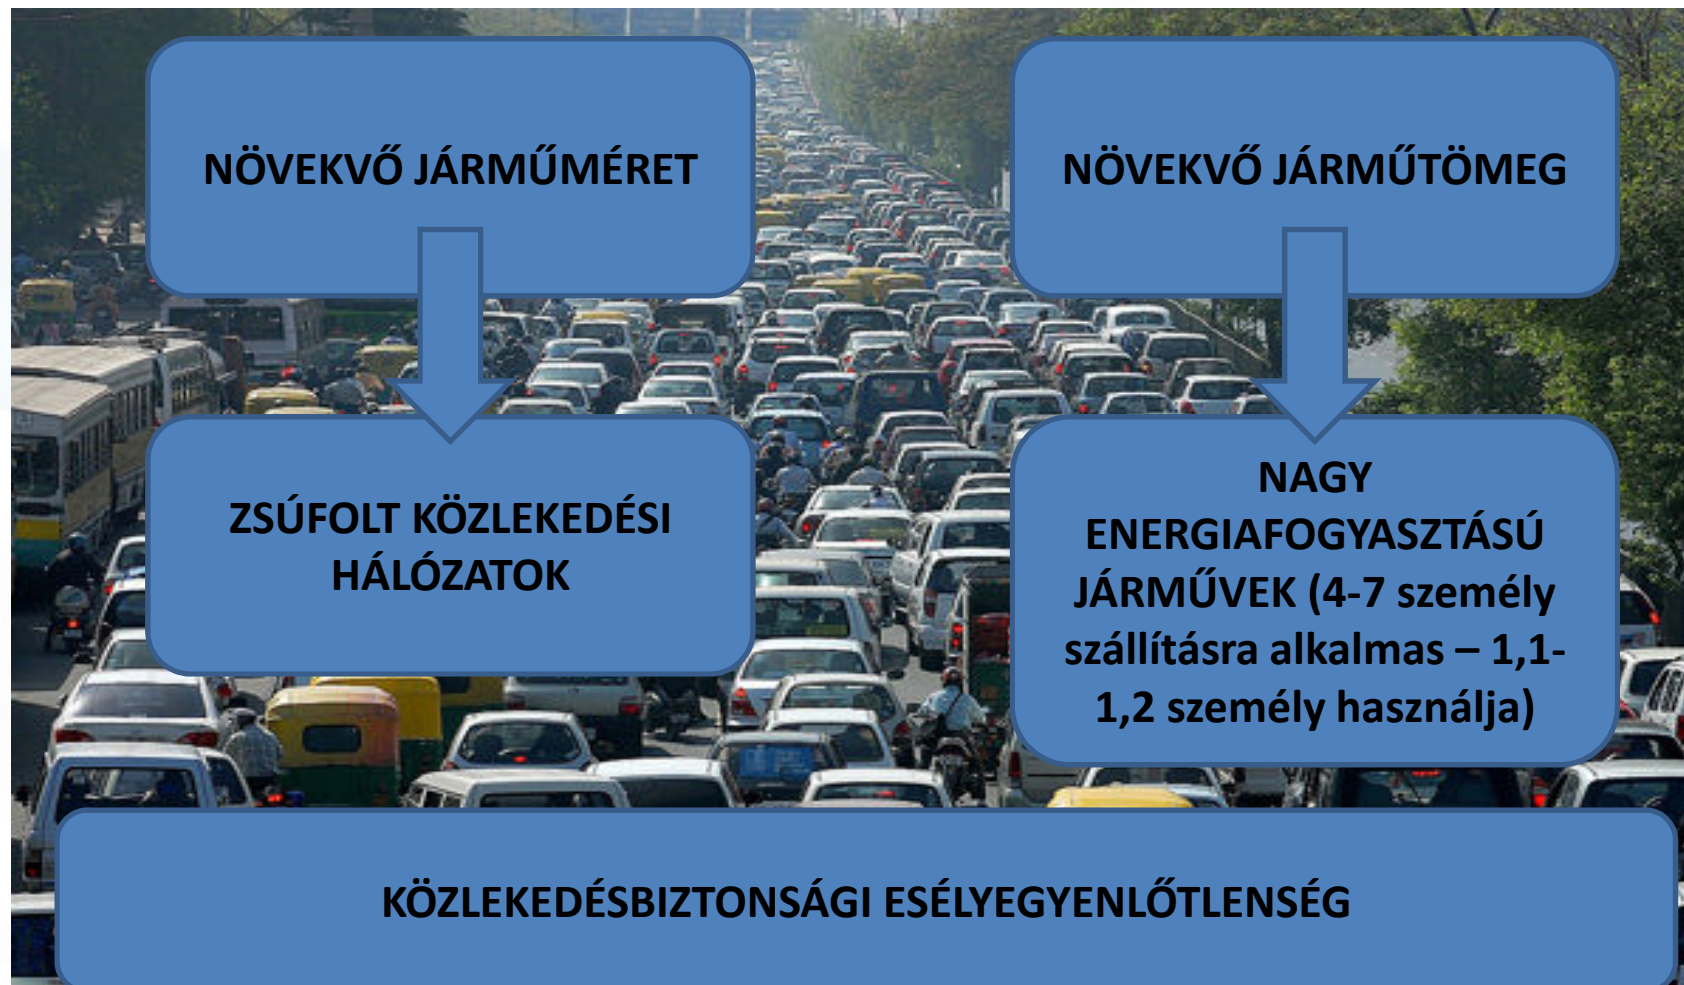 NÖVEKVŐ JÁRMŰMÉRET
NÖVEKVŐ JÁRMŰTÖMEG
ZSÚFOLT KÖZLEKEDÉSI
HÁLÓZATOK
NAGY
ENERGIAFOGYASZTÁSÚ
JÁRMŰVEK (4-7 személy
szállításra alkalmas – 1,1-
1,2 személy használja)
KÖZLEKEDÉSBIZTONSÁGI ESÉLYEGYENLŐTLENSÉG